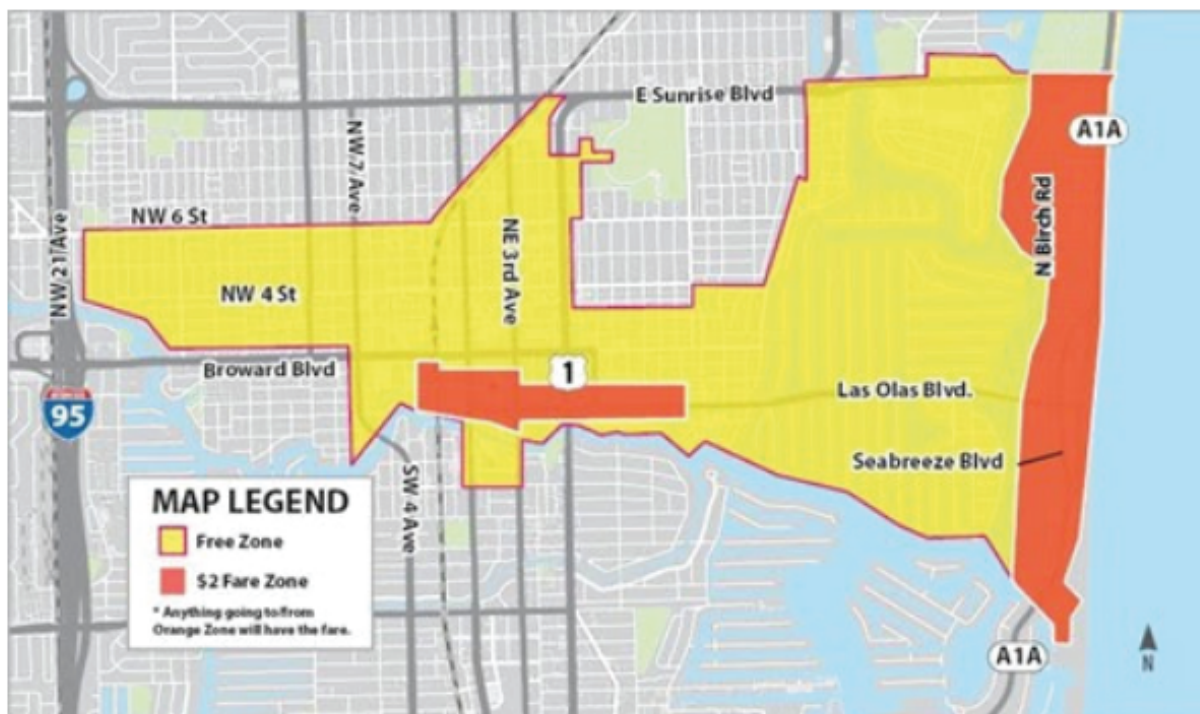 E Sunrise Blvd
A1A
NW 7 Ave
N Birch Rd
NW 6 St
NW 21 Ave
NE 3rd Ave
NW 4 St
Broward Blvd
1
Las Olas Blvd.
INTERSTATE
95
Seabreeze Blvd
SW 4 Ave
MAP LEGEND
Free Zone
$2 Fare Zone
* Anything going to/from
Orange Zone will have the fare.
A1A
N